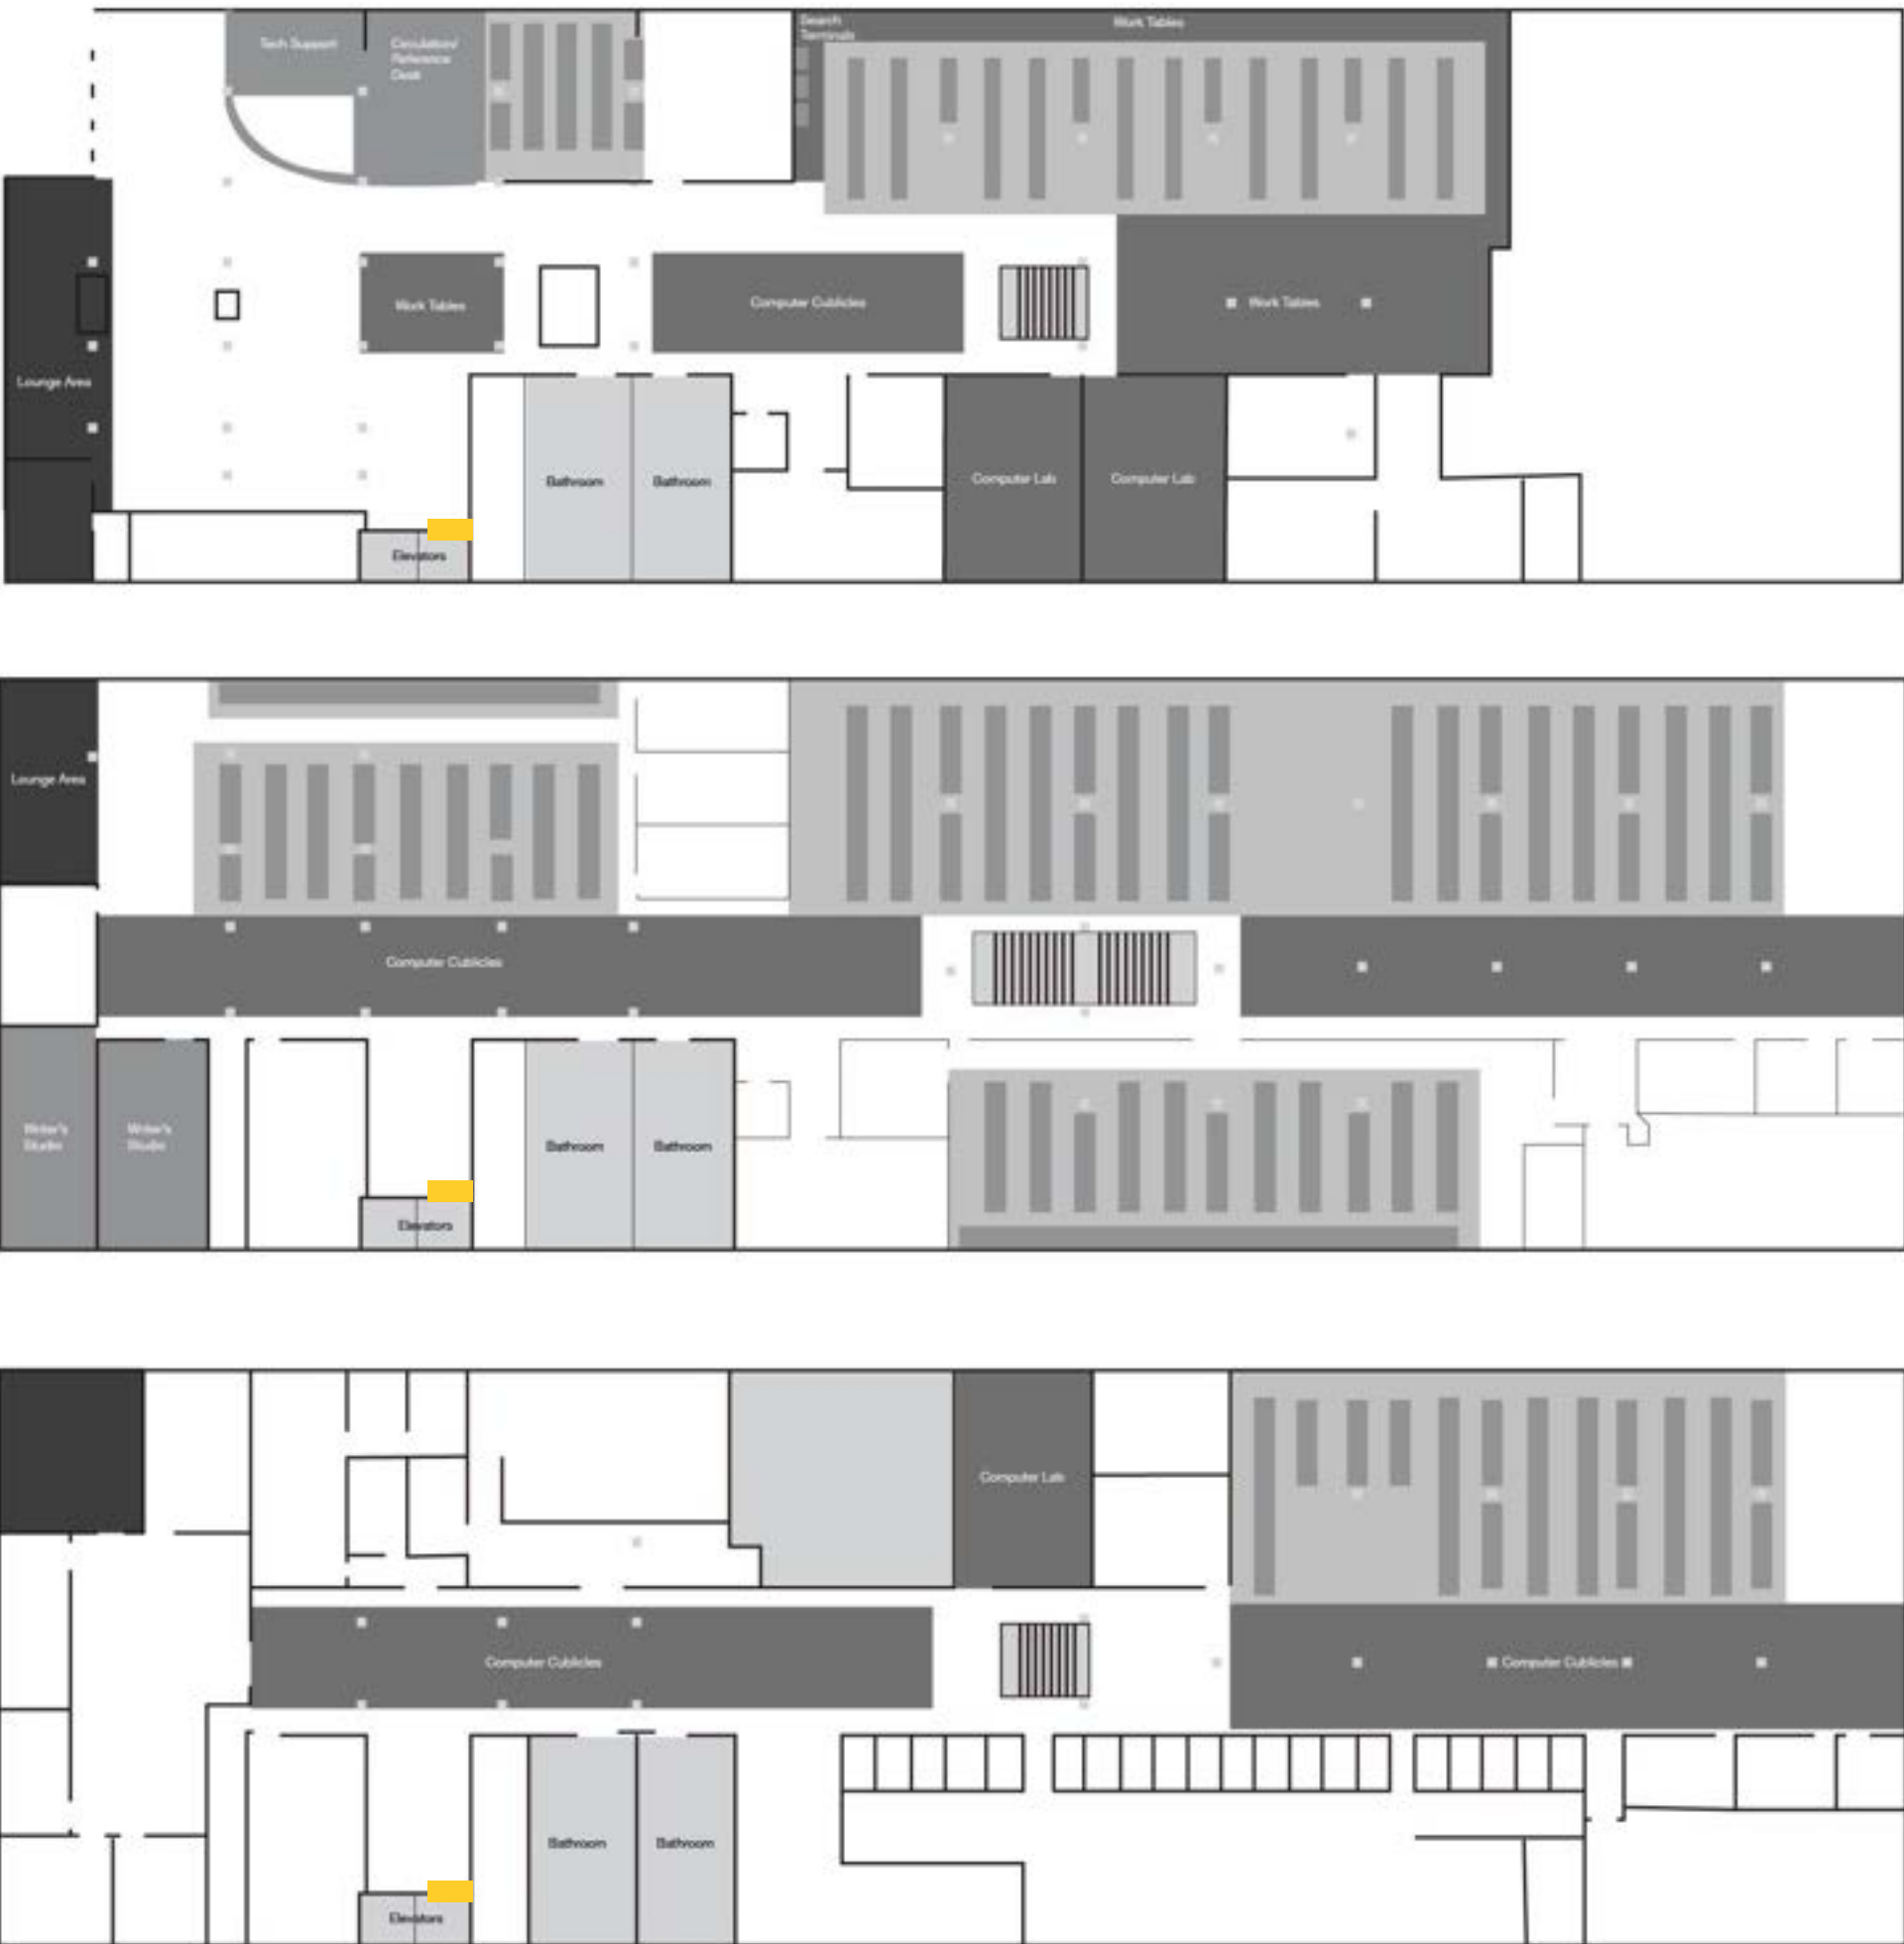 Tech Support
Circulation/
Reference
Desk
Search
Terminals
Work Tables
Work Tables
Computer Cubicles
Work Tables
Lounge Area
Bathroom
Bathroom
Computer Lab
Computer Lab
Elevators
Lounge Area
Computer Cubicles
Writer's
Studio
Writer's
Studio
Bathroom
Bathroom
Elevators
Computer Lab
Computer Cubicles
Computer Cubicles
Bathroom
Bathroom
Elevators